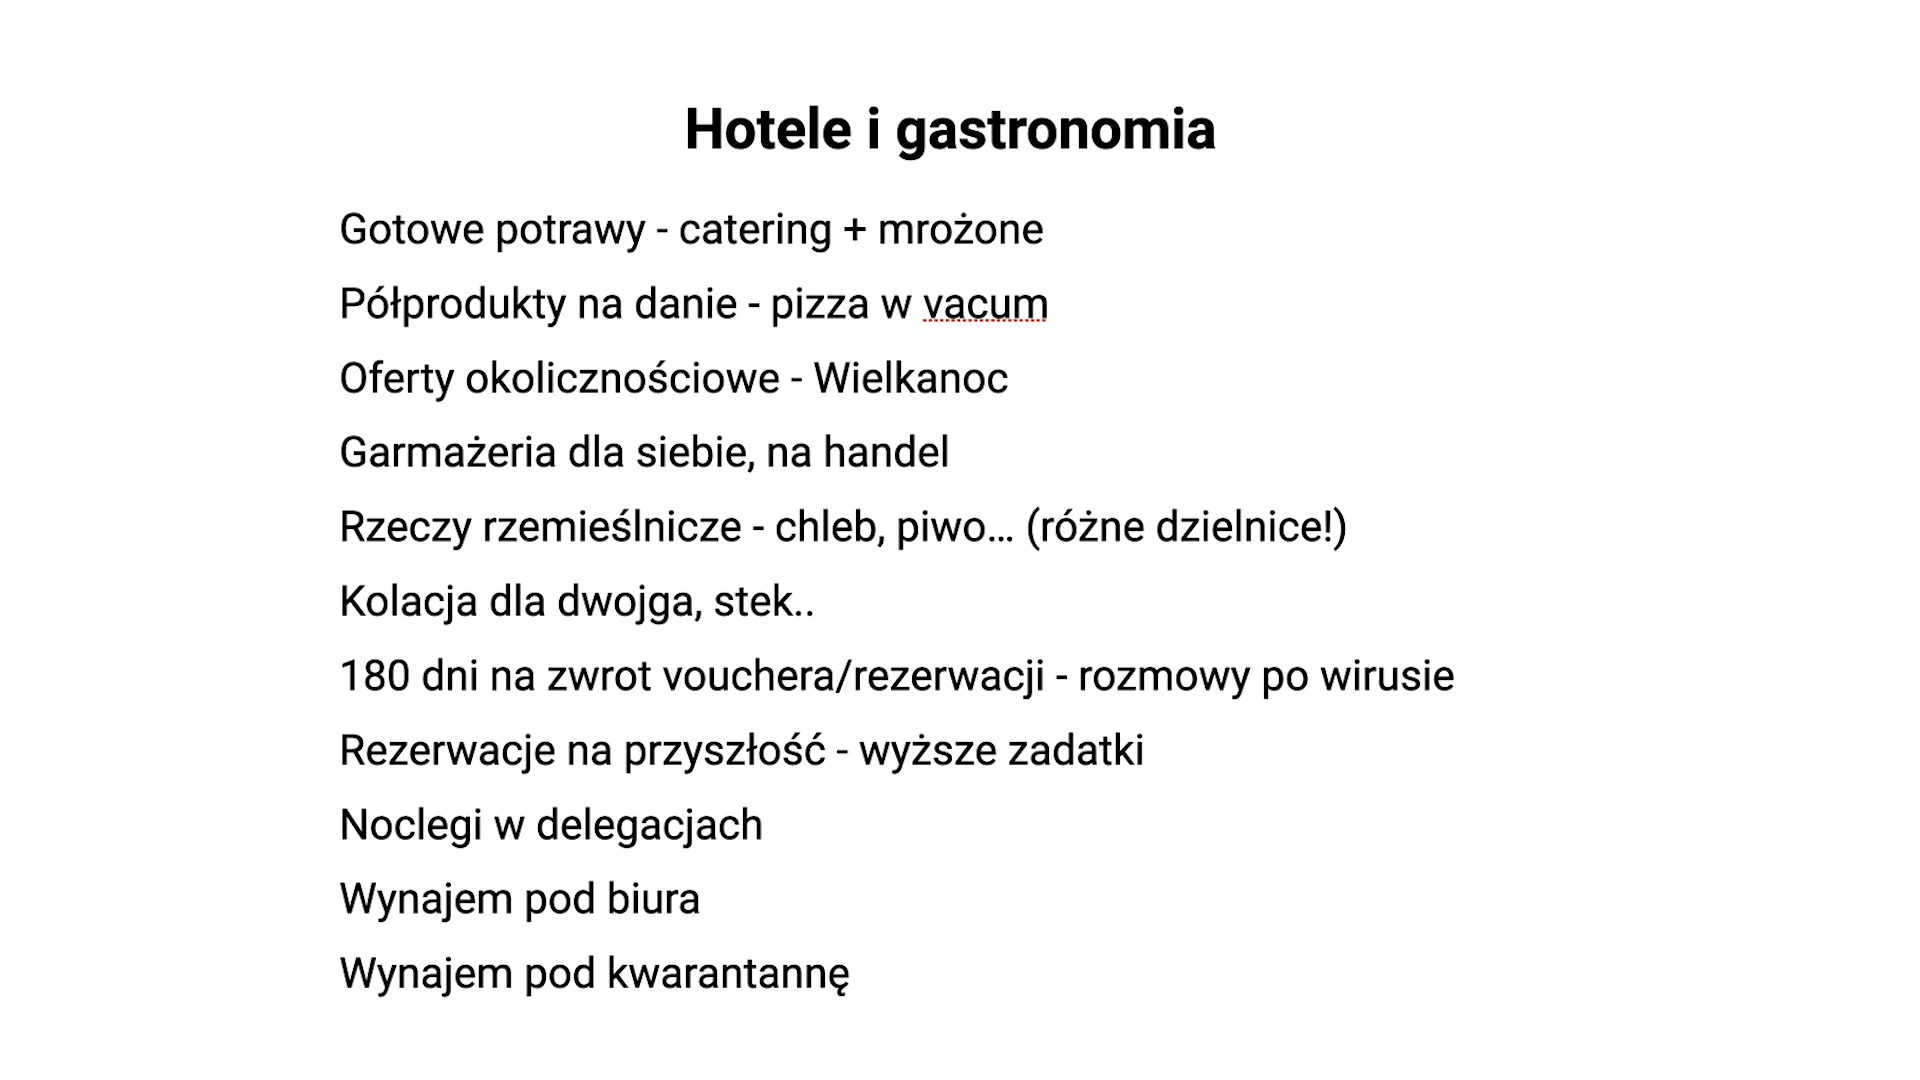 Hotele i gastronomia
Gotowe potrawy - catering + mrożone
Półprodukty na danie - pizza w vacum
Oferty okolicznościowe - Wielkanoc
Garmażeria dla siebie, na handel
Rzeczy rzemieślnicze - chleb, piwo... (różne dzielnice!)
Kolacja dla dwojga, stek..
180 dni na zwrot vouchera/rezerwacji - rozmowy po wirusie
Rezerwacje na przyszłość - wyższe zadatki
Noclegi w delegacjach
Wynajem pod biura
Wynajem pod kwarantannę